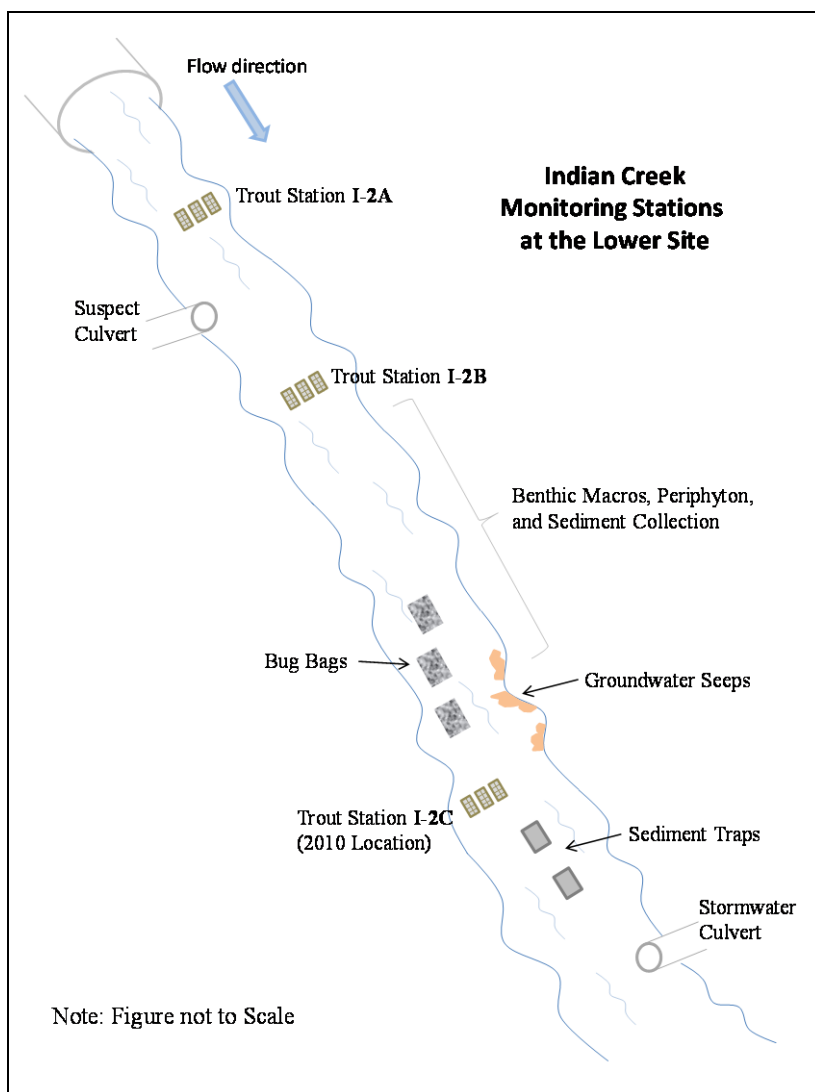 Flow direction
Indian Creek
Monitoring Stations
at the Lower Site
Trout Station I-2A
Suspect
Culvert
Trout Station I-2B
Benthic Macros, Periphyton,
and Sediment Collection
Bug Bags
Groundwater Seeps
Trout Station I-2C
(2010 Location)
Sediment Traps
Stormwater
Culvert
Note: Figure not to Scale